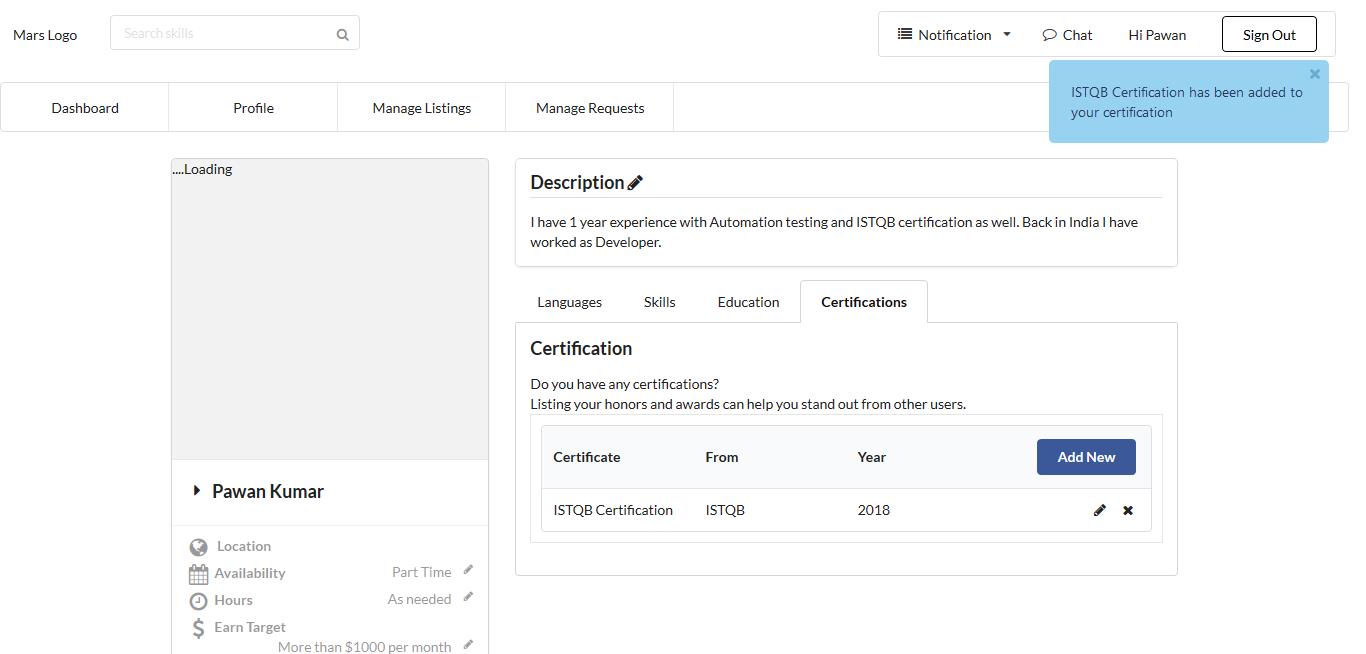 Mars Logo
Search skills
Notification
Chat
Hi Pawan
Sign Out
ISTQB Certification has been added to
your certification
Dashboard
Profile
Manage Listings
Manage Requests
....Loading
Pawan Kumar
Location
Availability
Part Time
Hours
As needed
Earn Target
More than $1000 per month
Description
I have 1 year experience with Automation testing and ISTQB certification as well. Back in India I have
worked as Developer.
Languages
Skills
Education
Certifications
Certification
Do you have any certifications?
Listing your honors and awards can help you stand out from other users.
Certificate
From
Year
Add New
ISTQB Certification
ISTQB
2018